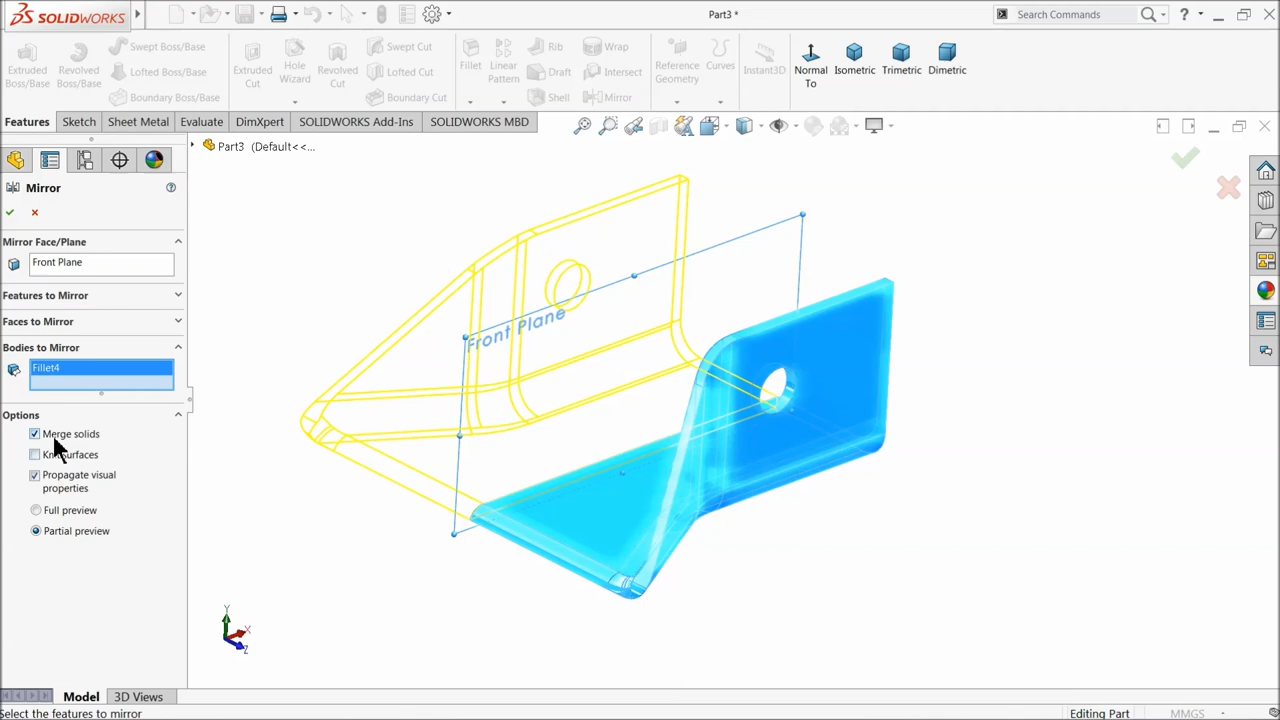 SOLIDWORKS
Part3 *
Search Commands
Extruded Boss/Base
Revolved Boss/Base
Swept Boss/Base
Lofted Boss/Base
Boundary Boss/Base
Extruded Cut
Hole Wizard
Revolved Cut
Swept Cut
Lofted Cut
Boundary Cut
Fillet
Linear Pattern
Rib
Draft
Shell
Wrap
Intersect
Mirror
Reference Geometry
Curves
Instant3D
Normal To
Isometric
Trimetric
Dimetric
Features
Sketch
Sheet Metal
Evaluate
DimXpert
SOLIDWORKS Add-Ins
SOLIDWORKS MBD
Part3 (Default<<...
Mirror
Mirror Face/Plane
Front Plane
Features to Mirror
Faces to Mirror
Bodies to Mirror
Fillet4
Options
Merge solids
surfaces
Propagate visual
properties
Full preview
Partial preview
Front Plane
Y
X
Z
Model
3D Views
Select the features to mirror
Editing Part
MMGS